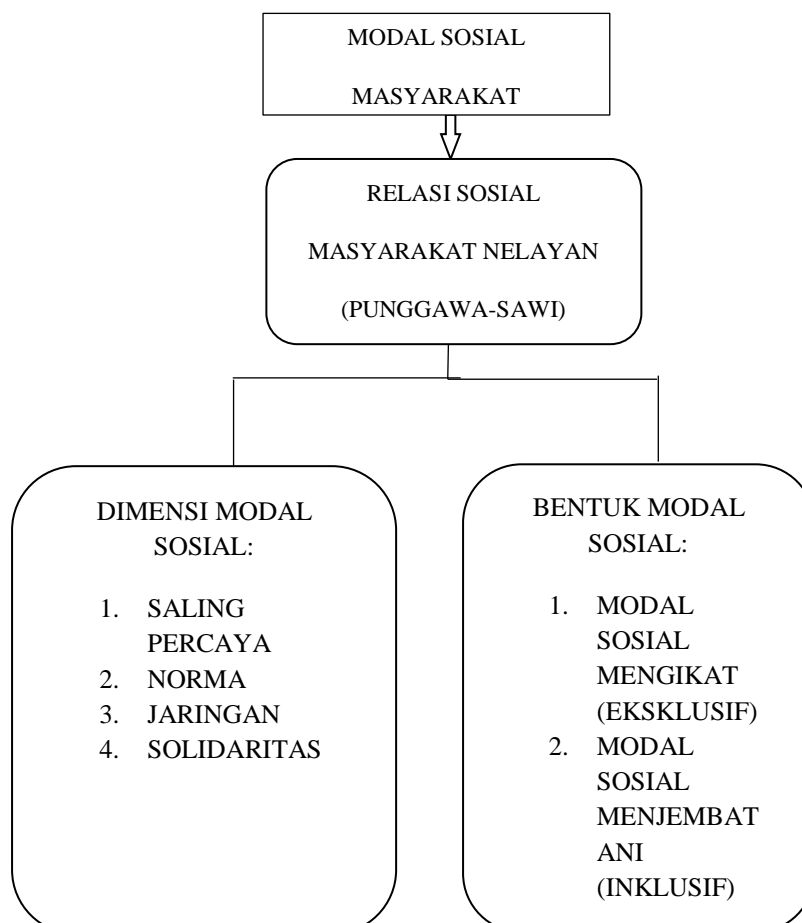 MODAL SOSIAL
MASYARAKAT
RELASI SOSIAL
MASYARAKAT NELAYAN
(PUNGGAWA-SAWI)
DIMENSI MODAL
SOSIAL:
1. SALING
PERCAYA
2. NORMA
3. JARINGAN
4. SOLIDARITAS
BENTUK MODAL
SOSIAL:
1. MODAL
SOSIAL
MENGIKAT
(EKSKLUSIF)
2. MODAL
SOSIAL
MENJEMBAT
ANI
(INKLUSIF)